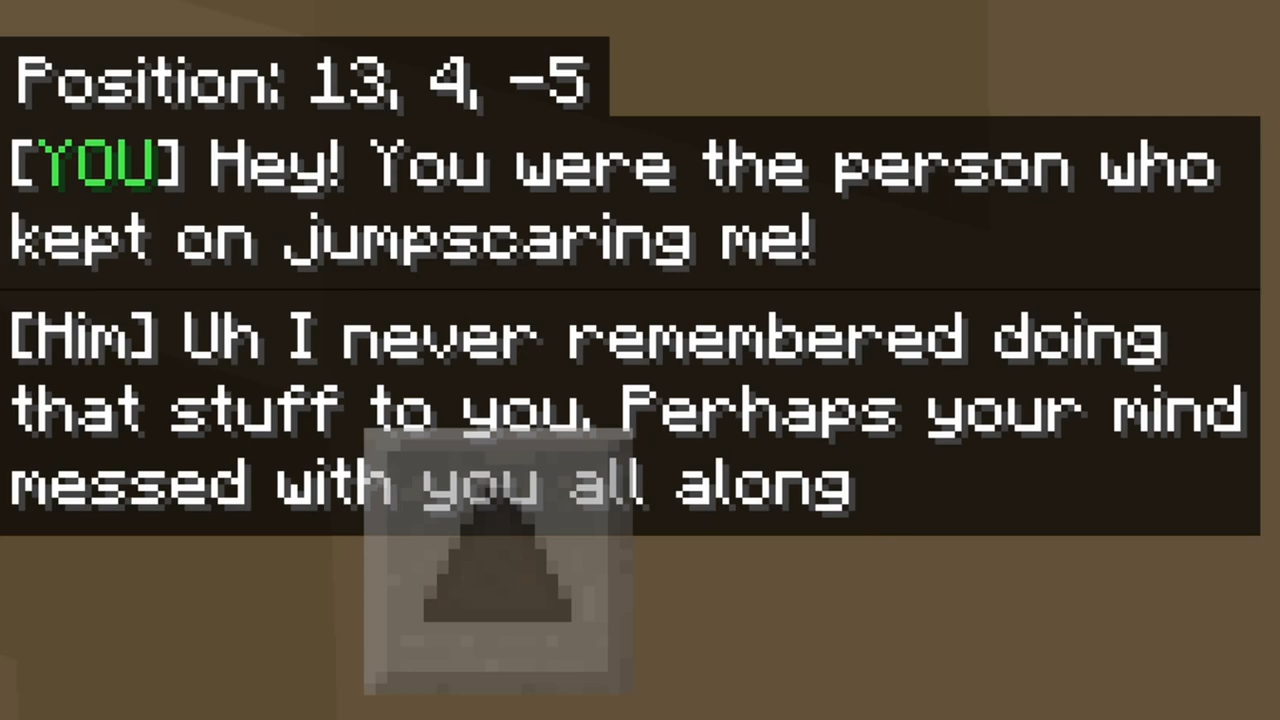 Position: 13, 4, -5
[YOU] Hey! You were the person who
kept on jumpscaring me!
[Him] Uh I never remembered doing
that stuff to you. Perhaps your mind
messed with you all along